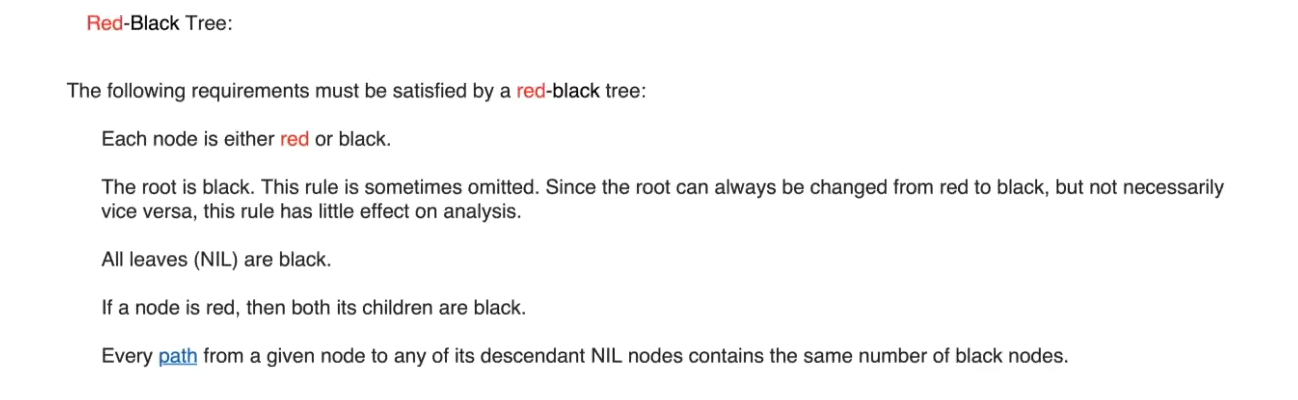 Red-Black Tree:
The following requirements must be satisfied by a red-black tree:
Each node is either red or black.
The root is black. This rule is sometimes omitted. Since the root can always be changed from red to black, but not necessarily
vice versa, this rule has little effect on analysis.
All leaves (NIL) are black.
If a node is red, then both its children are black.
Every path from a given node to any of its descendant NIL nodes contains the same number of black nodes.